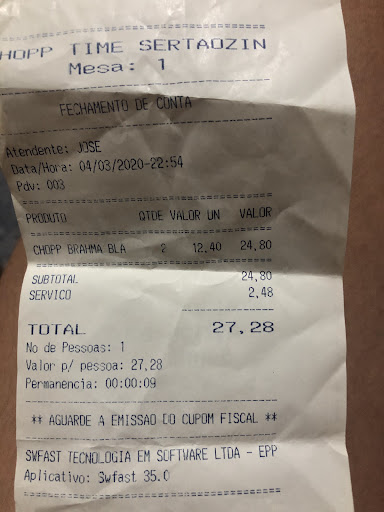 HOPP TIME SERTAOZIN
Mesa: 1
FECHAMENTO DE CONTA
Atendente: JOSE
Data/Hora: 04/03/2020-22:54
Pdv: 003
PRODUTO QTDE VALOR UN VALOR
CHOPP BRAHMA BLA 2 12,40 24,80
SUBTOTAL 24,80
SERVICO 2,48
TOTAL 27,28
No de Pessoas: 1
Valor p/ pessoa: 27,28
Permanencia: 00:00:09
** AGUARDE A EMISSAO DO CUPOM FISCAL **
SWFAST TECNOLOGIA EM SOFTWARE LTDA - EPP
Aplicativo: Swfast 35.0